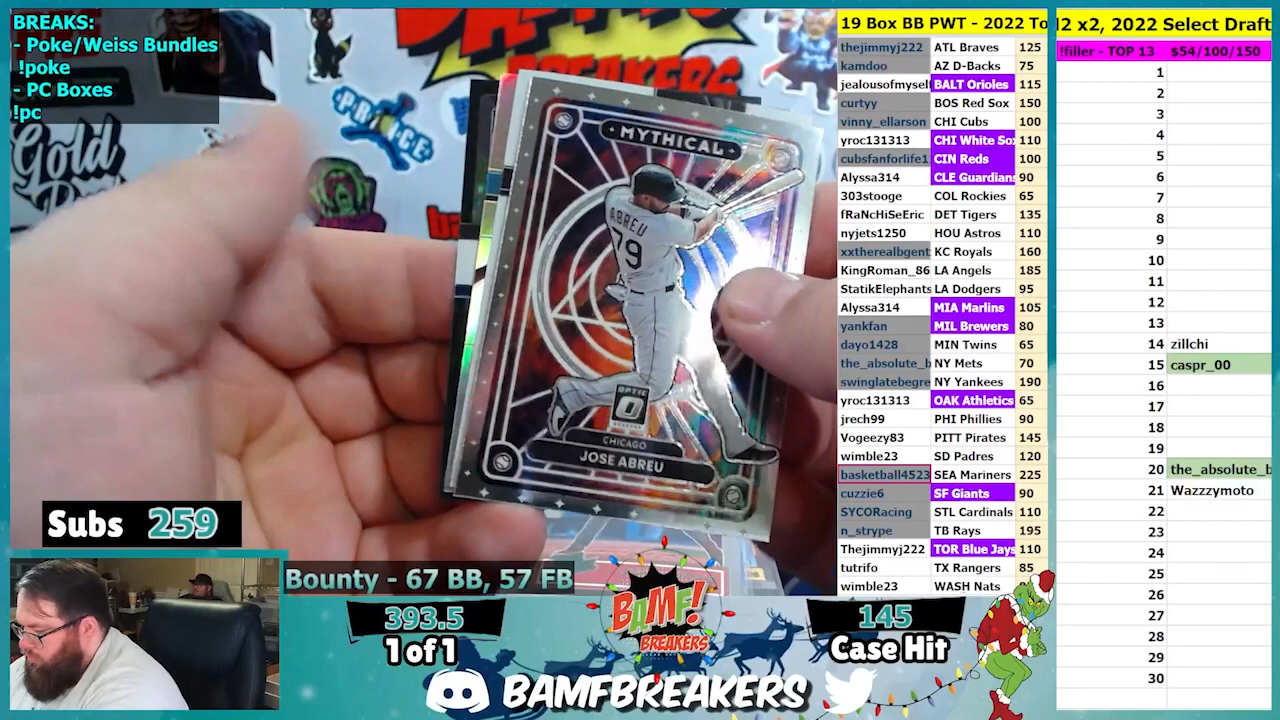 BREAKS:
- Poke/Weiss Bundles
!poke
- PC Boxes
!pc
Gold
PRINCE
MYTHICAL
ABREU
79
OPTIC
CHICAGO
JOSE ABREU
Subs 259
Bounty - 67 BB, 57 FB
393.5
1 of 1
BAMF!
BREAKERS
145
Case Hit
BAMFBREAKERS
19 Box BB PWT - 2022 To
thejimmyj222 ATL Braves 125
kamdoo AZ D-Backs 75
jealousofmysel BALT Orioles 115
curtyy BOS Red Sox 150
vinny_ellarson CHI Cubs 100
yroc131313 CHI White Sox 110
cubsfanforlife1 CIN Reds 100
Alyssa314 CLE Guardians 90
303stooge COL Rockies 65
fRaNcHiSeEric DET Tigers 135
nyjets1250 HOU Astros 110
xxtherealbgent KC Royals 160
KingRoman_86 LA Angels 185
StatikElephants LA Dodgers 95
Alyssa314 MIA Marlins 105
yankfan MIL Brewers 80
dayo1428 MIN Twins 65
the_absolute_b NY Mets 70
swinglatebegre NY Yankees 190
yroc131313 OAK Athletics 65
jrech99 PHI Phillies 90
Vogeezy83 PITT Pirates 145
wimble23 SD Padres 120
basketball4523 SEA Mariners 225
cuzzie6 SF Giants 90
SYCORacing STL Cardinals 110
n_strype TB Rays 195
Thejimmyj222 TOR Blue Jays 110
tutrifo TX Rangers 85
wimble23 WASH Nats
2 x2, 2022 Select Draft
!filler - TOP 13 $54/100/150
1
2
3
4
5
6
7
8
9
10
11
12
13
14 zillchi
15 caspr_00
16
17
18
19
20 the_absolute_b
21 Wazzzymoto
22
23
24
25
26
27
28
29
30